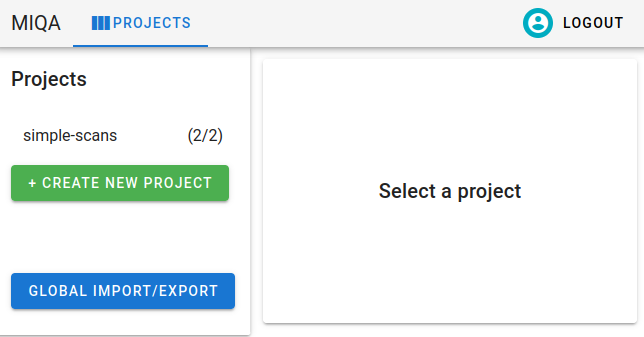 MIQA PROJECTS LOGOUT
Projects
simple-scans (2/2)
+ CREATE NEW PROJECT
GLOBAL IMPORT/EXPORT
Select a project